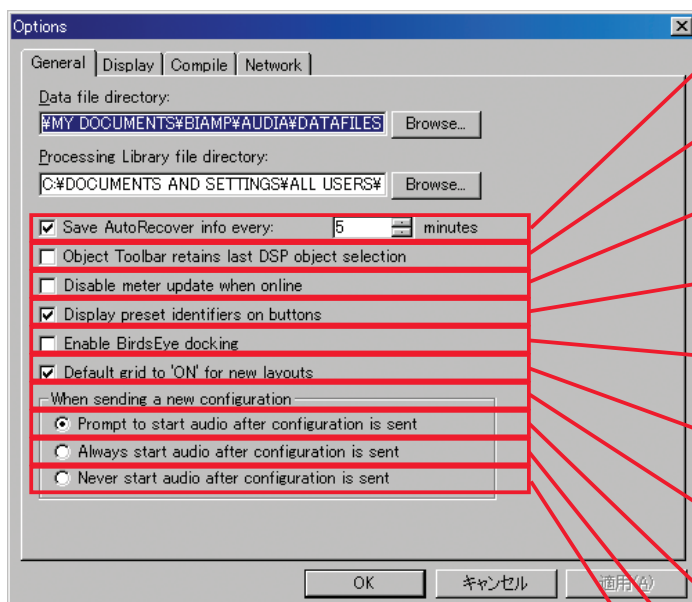 Options
General Display Compile Network
Data file directory:
¥MY DOCUMENTS¥BIAMP¥AUDIA¥DATAFILES Browse...
Processing Library file directory:
C:¥DOCUMENTS AND SETTINGS¥ALL USERS¥ Browse...
Save AutoRecover info every: 5 minutes
Object Toolbar retains last DSP object selection
Disable meter update when online
Display preset identifiers on buttons
Enable BirdsEye docking
Default grid to 'ON' for new layouts
When sending a new configuration
Prompt to start audio after configuration is sent
Always start audio after configuration is sent
Never start audio after configuration is sent
OK キャンセル 適用(A)